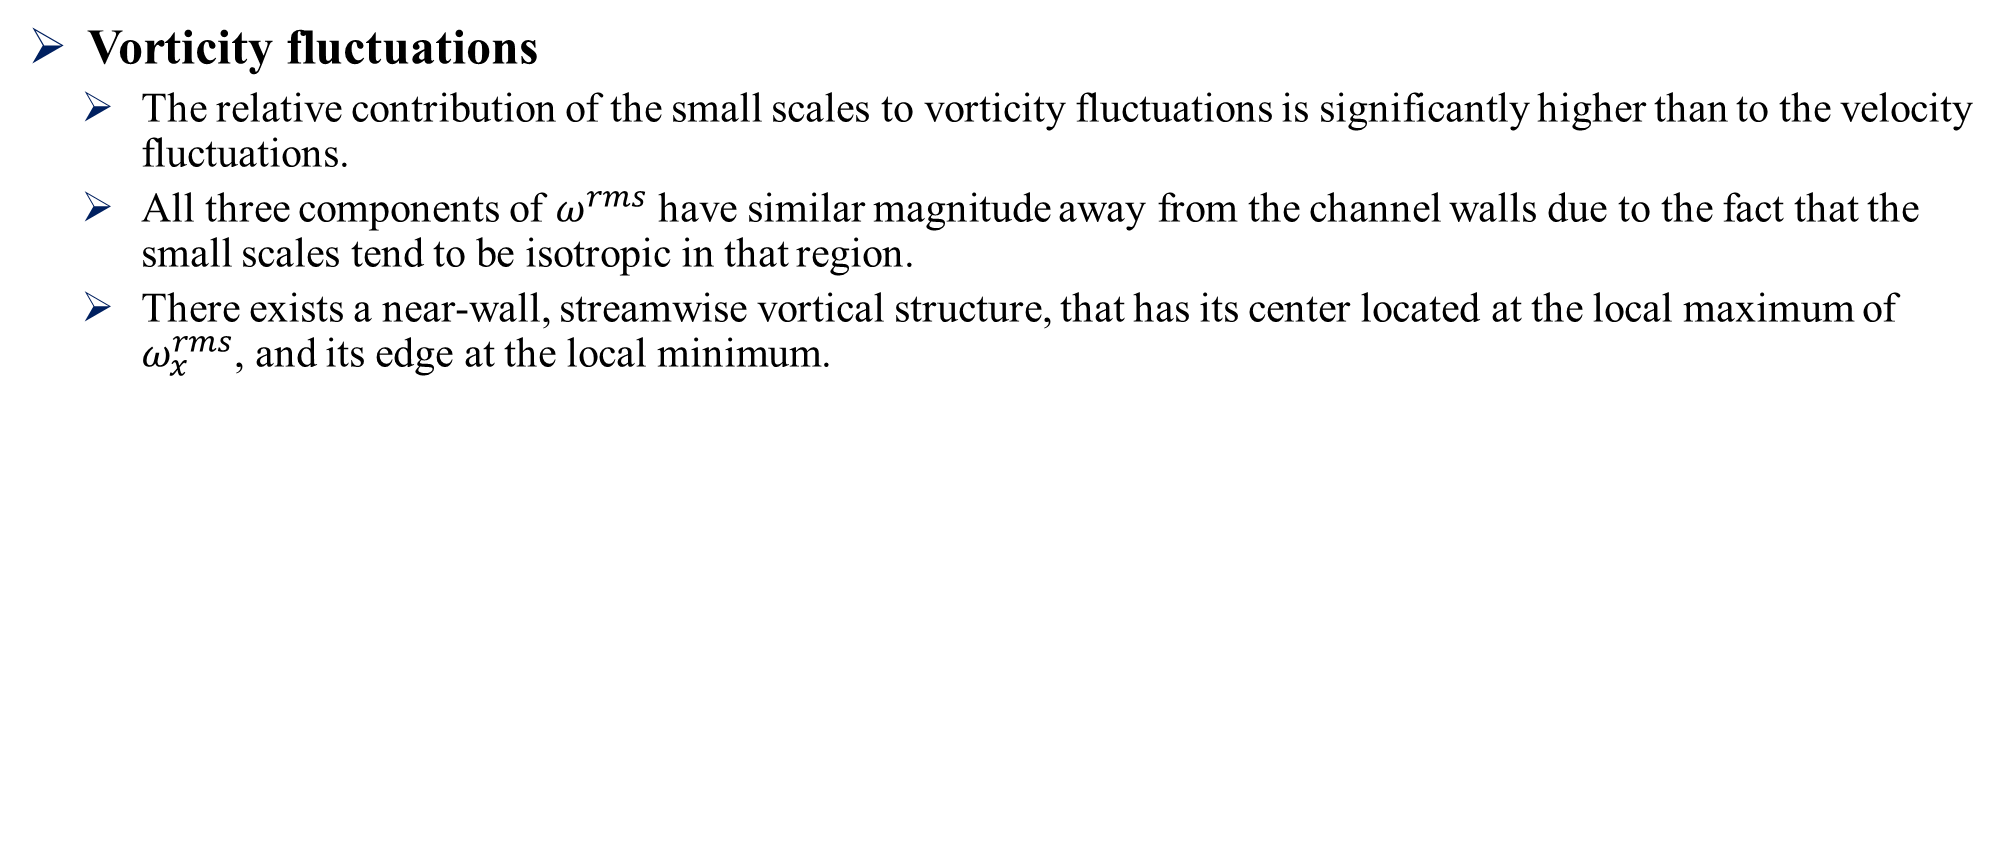 ➢ Vorticity fluctuations
➢ The relative contribution of the small scales to vorticity fluctuations is significantly higher than to the velocity
fluctuations.
➢ All three components of $\omega^{rms}$ have similar magnitude away from the channel walls due to the fact that the
small scales tend to be isotropic in that region.
➢ There exists a near-wall, streamwise vortical structure, that has its center located at the local maximum of
$\omega_x^{rms}$, and its edge at the local minimum.